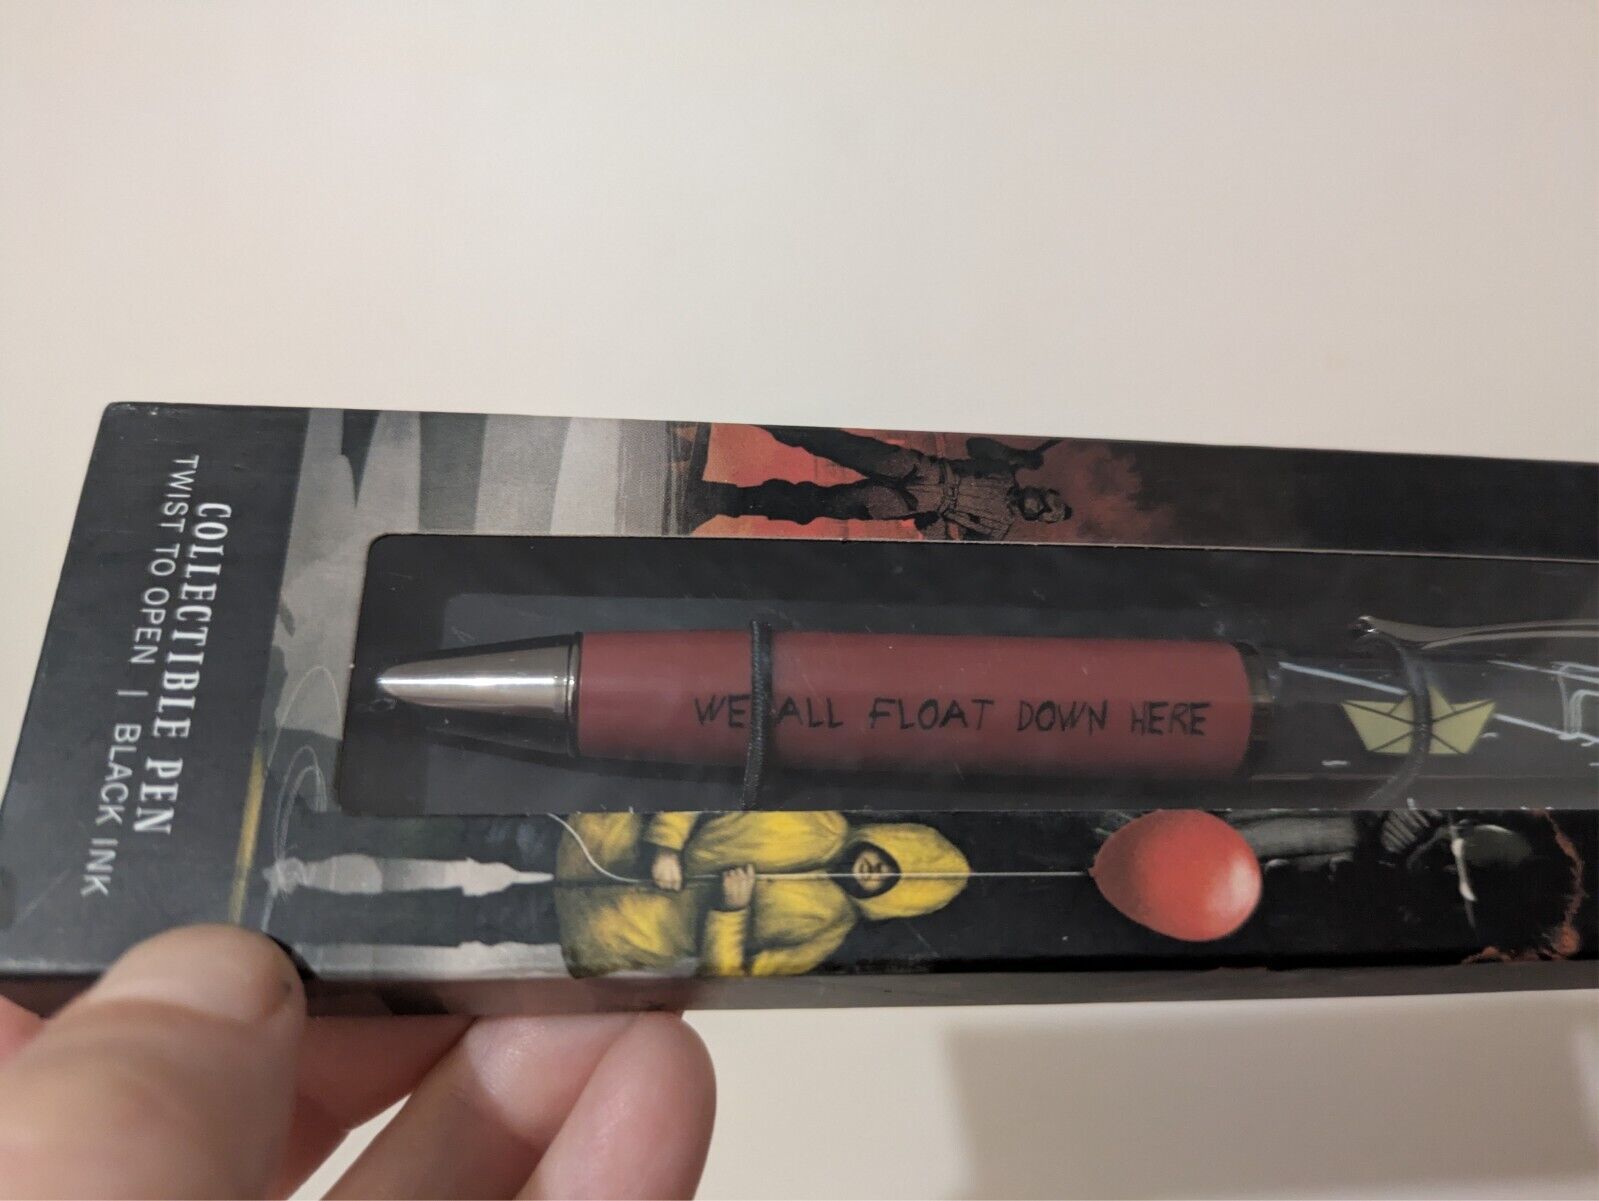 COLLECTIBLE PEN
TWIST TO OPEN | BLACK INK
WE ALL FLOAT DOWN HERE